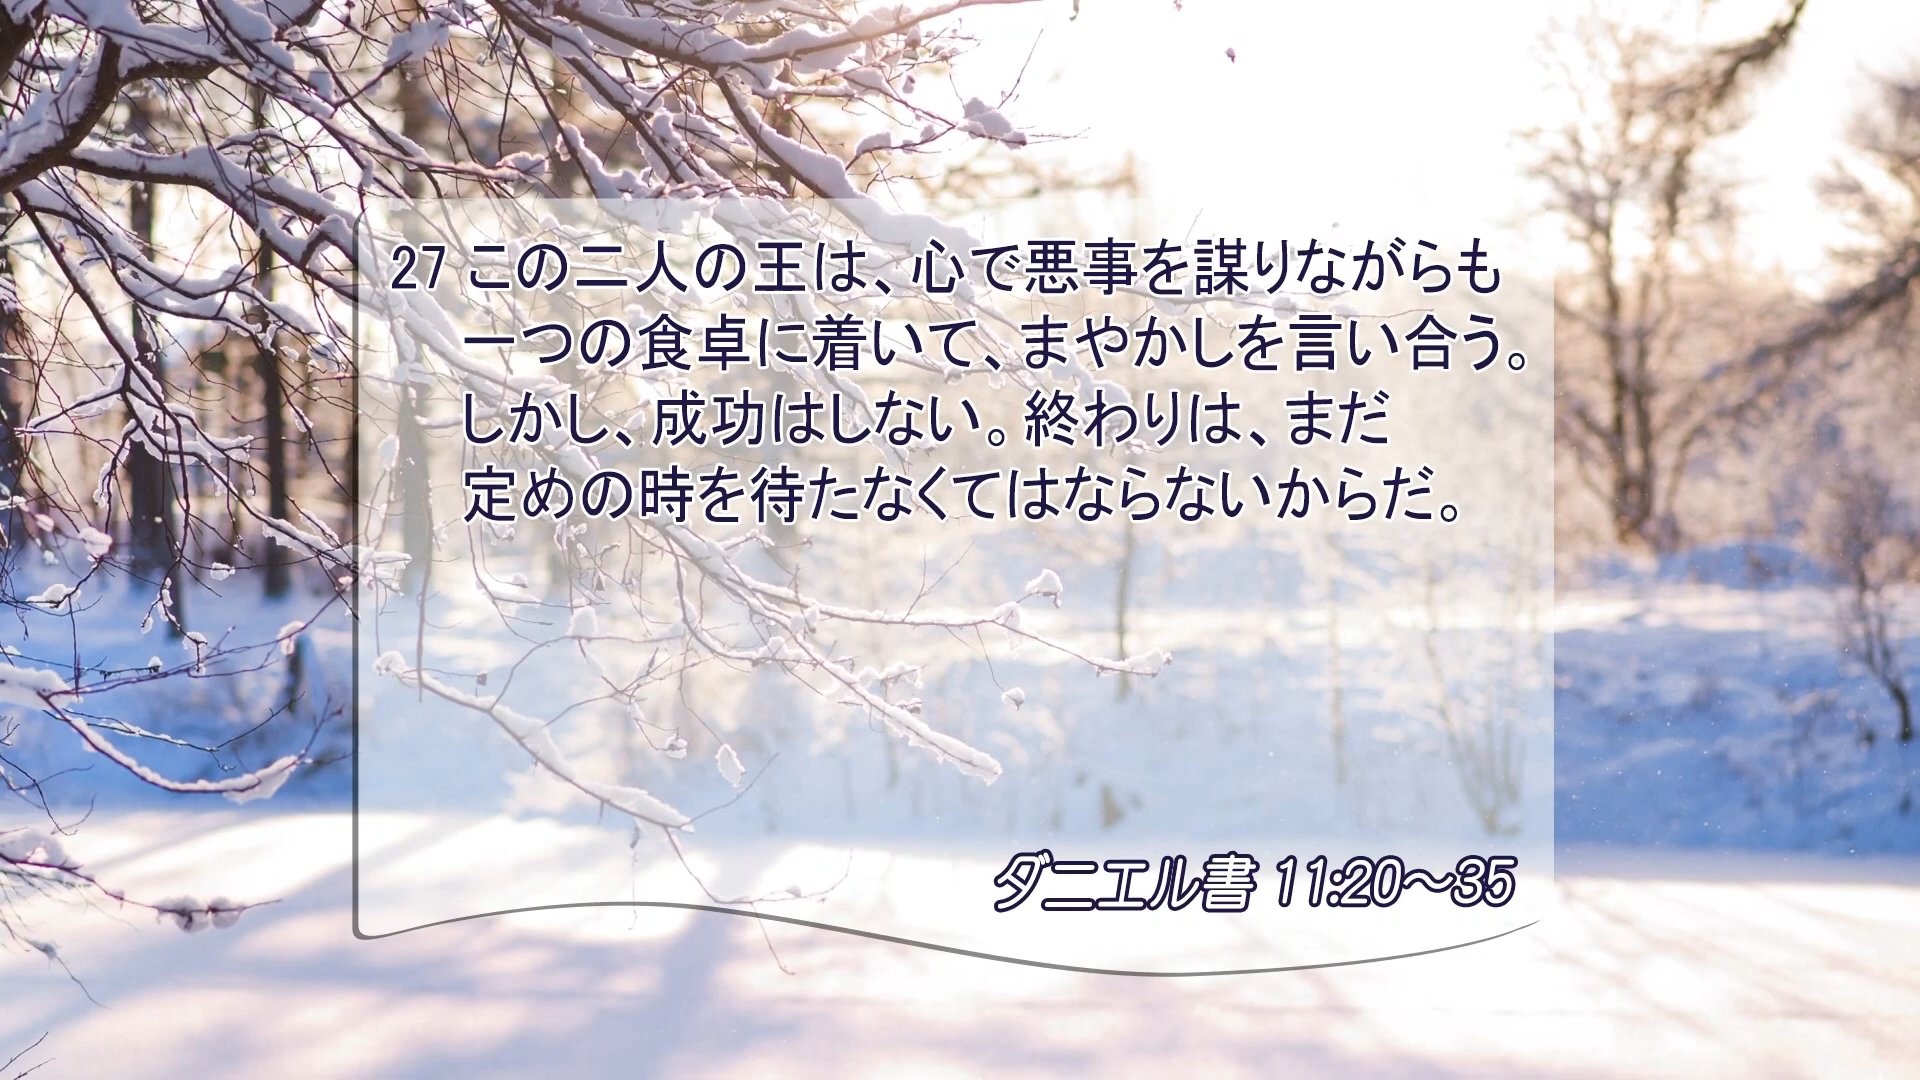 27 この二人の王は、心で悪事を謀りながらも
一つの食卓に着いて、まやかしを言い合う。
しかし、成功はしない。終わりは、まだ
定めの時を待たなくてはならないからだ。
ダニエル書 11:20～35